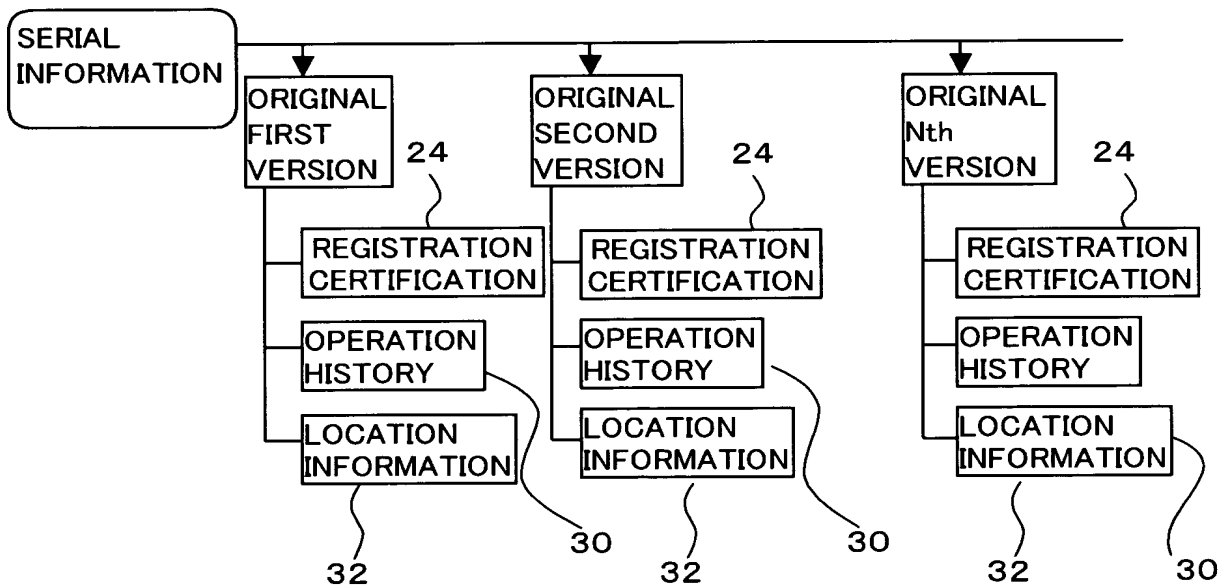 SERIAL
INFORMATION
ORIGINAL
FIRST
VERSION
24
REGISTRATION
CERTIFICATION
OPERATION
HISTORY
LOCATION
INFORMATION
30
32
ORIGINAL
SECOND
VERSION
24
REGISTRATION
CERTIFICATION
OPERATION
HISTORY
LOCATION
INFORMATION
30
32
ORIGINAL
Nth
VERSION
24
REGISTRATION
CERTIFICATION
OPERATION
HISTORY
LOCATION
INFORMATION
32
30